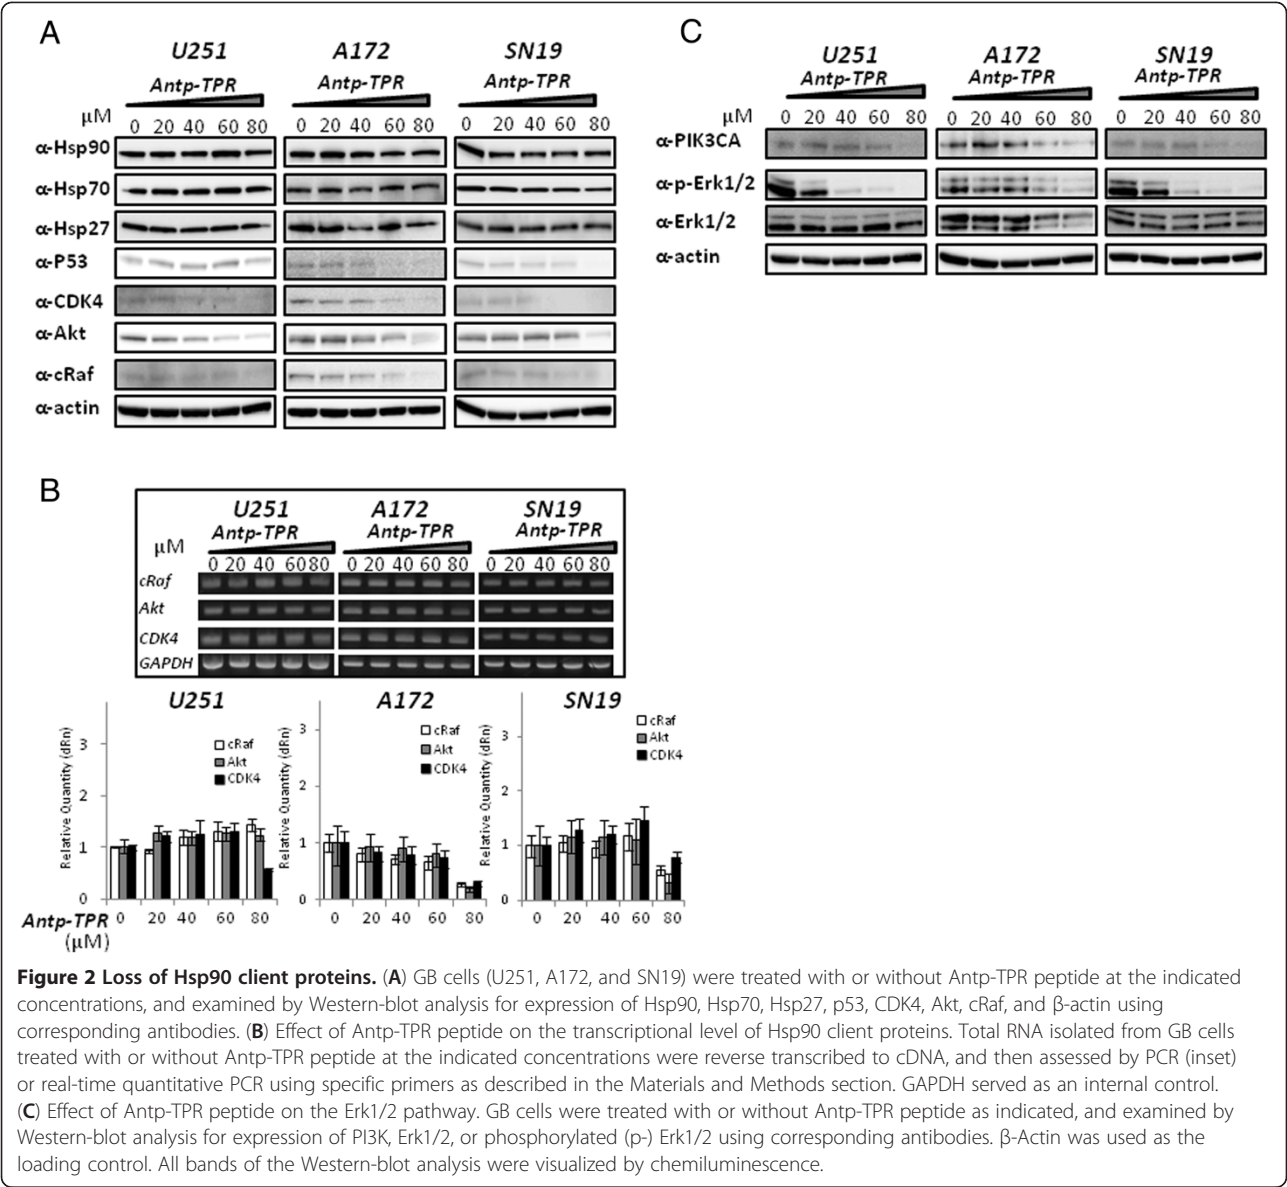 A
U251 A172 SN19
Antp-TPR Antp-TPR Antp-TPR
μM 0 20 40 60 80 0 20 40 60 80 0 20 40 60 80
α-Hsp90
α-Hsp70
α-Hsp27
α-P53
α-CDK4
α-Akt
α-cRaf
α-actin
C
U251 A172 SN19
Antp-TPR Antp-TPR Antp-TPR
μM 0 20 40 60 80 0 20 40 60 80 0 20 40 60 80
α-PIK3CA
α-p-Erk1/2
α-Erk1/2
α-actin
B
U251 A172 SN19
Antp-TPR Antp-TPR Antp-TPR
μM
0 20 40 60 80 0 20 40 60 80 0 20 40 60 80
cRaf
Akt
CDK4
GAPDH
U251
Relative Quantity (dRn)
3
2
1
0
cRaf
Akt
CDK4
0 20 40 60 80
A172
Relative Quantity (dRn)
3
2
1
0
cRaf
Akt
CDK4
0 20 40 60 80
SN19
Relative Quantity (dRn)
3
2
1
0
cRaf
Akt
CDK4
0 20 40 60 80
Antp-TPR
(μM)
Figure 2 Loss of Hsp90 client proteins. (A) GB cells (U251, A172, and SN19) were treated with or without Antp-TPR peptide at the indicated
concentrations, and examined by Western-blot analysis for expression of Hsp90, Hsp70, Hsp27, p53, CDK4, Akt, cRaf, and β-actin using
corresponding antibodies. (B) Effect of Antp-TPR peptide on the transcriptional level of Hsp90 client proteins. Total RNA isolated from GB cells
treated with or without Antp-TPR peptide at the indicated concentrations were reverse transcribed to cDNA, and then assessed by PCR (inset)
or real-time quantitative PCR using specific primers as described in the Materials and Methods section. GAPDH served as an internal control.
(C) Effect of Antp-TPR peptide on the Erk1/2 pathway. GB cells were treated with or without Antp-TPR peptide as indicated, and examined by
Western-blot analysis for expression of PI3K, Erk1/2, or phosphorylated (p-) Erk1/2 using corresponding antibodies. β-Actin was used as the
loading control. All bands of the Western-blot analysis were visualized by chemiluminescence.